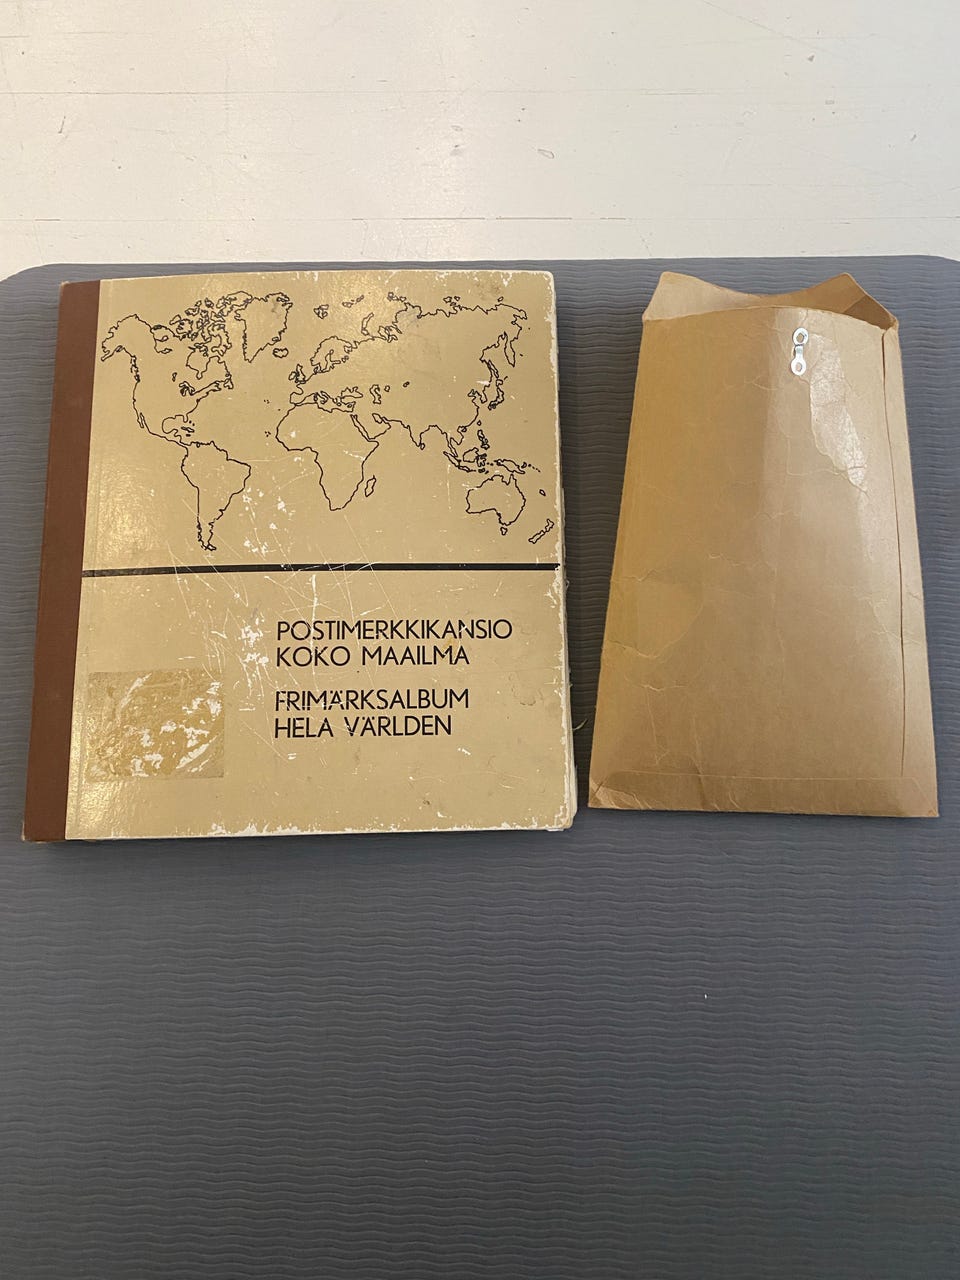 POSTIMERKKIKANSIO
KOKO MAAILMA
FRIMÄRKSALBUM
HELA VÄRLDEN